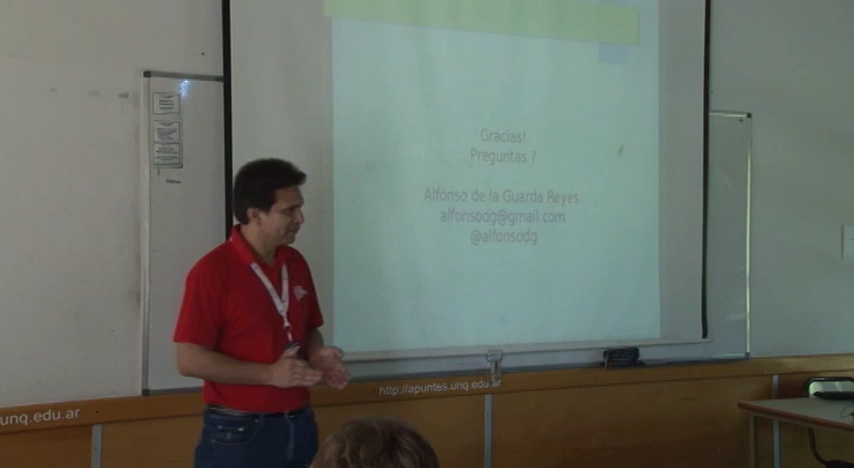 Gracias!
Preguntas ?
Alfonso de la Guarda Reyes
alfonsodg@gmail.com
@alfonsodg
http://apuntes.unq.edu.ar
unq.edu.ar